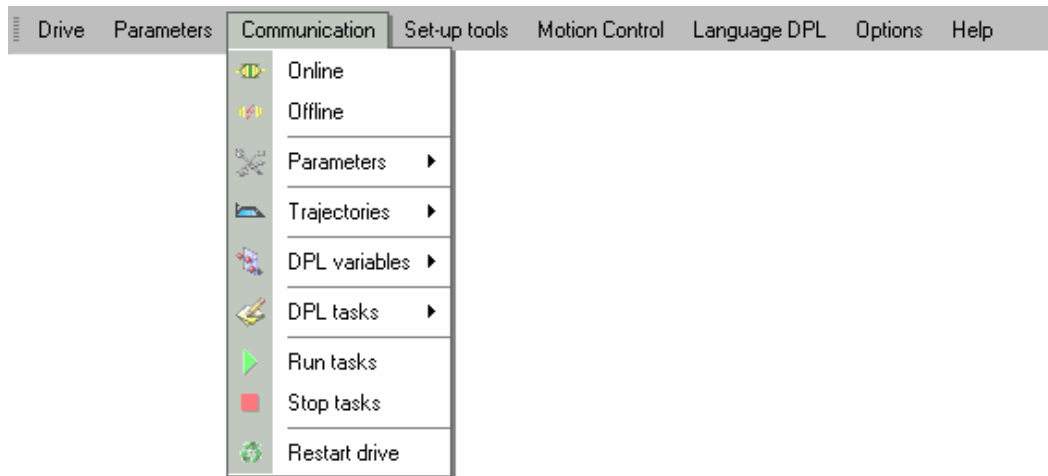 Drive Parameters Communication Set-up tools Motion Control Language DPL Options Help
Online
Offline
Parameters
Trajectories
DPL variables
DPL tasks
Run tasks
Stop tasks
Restart drive